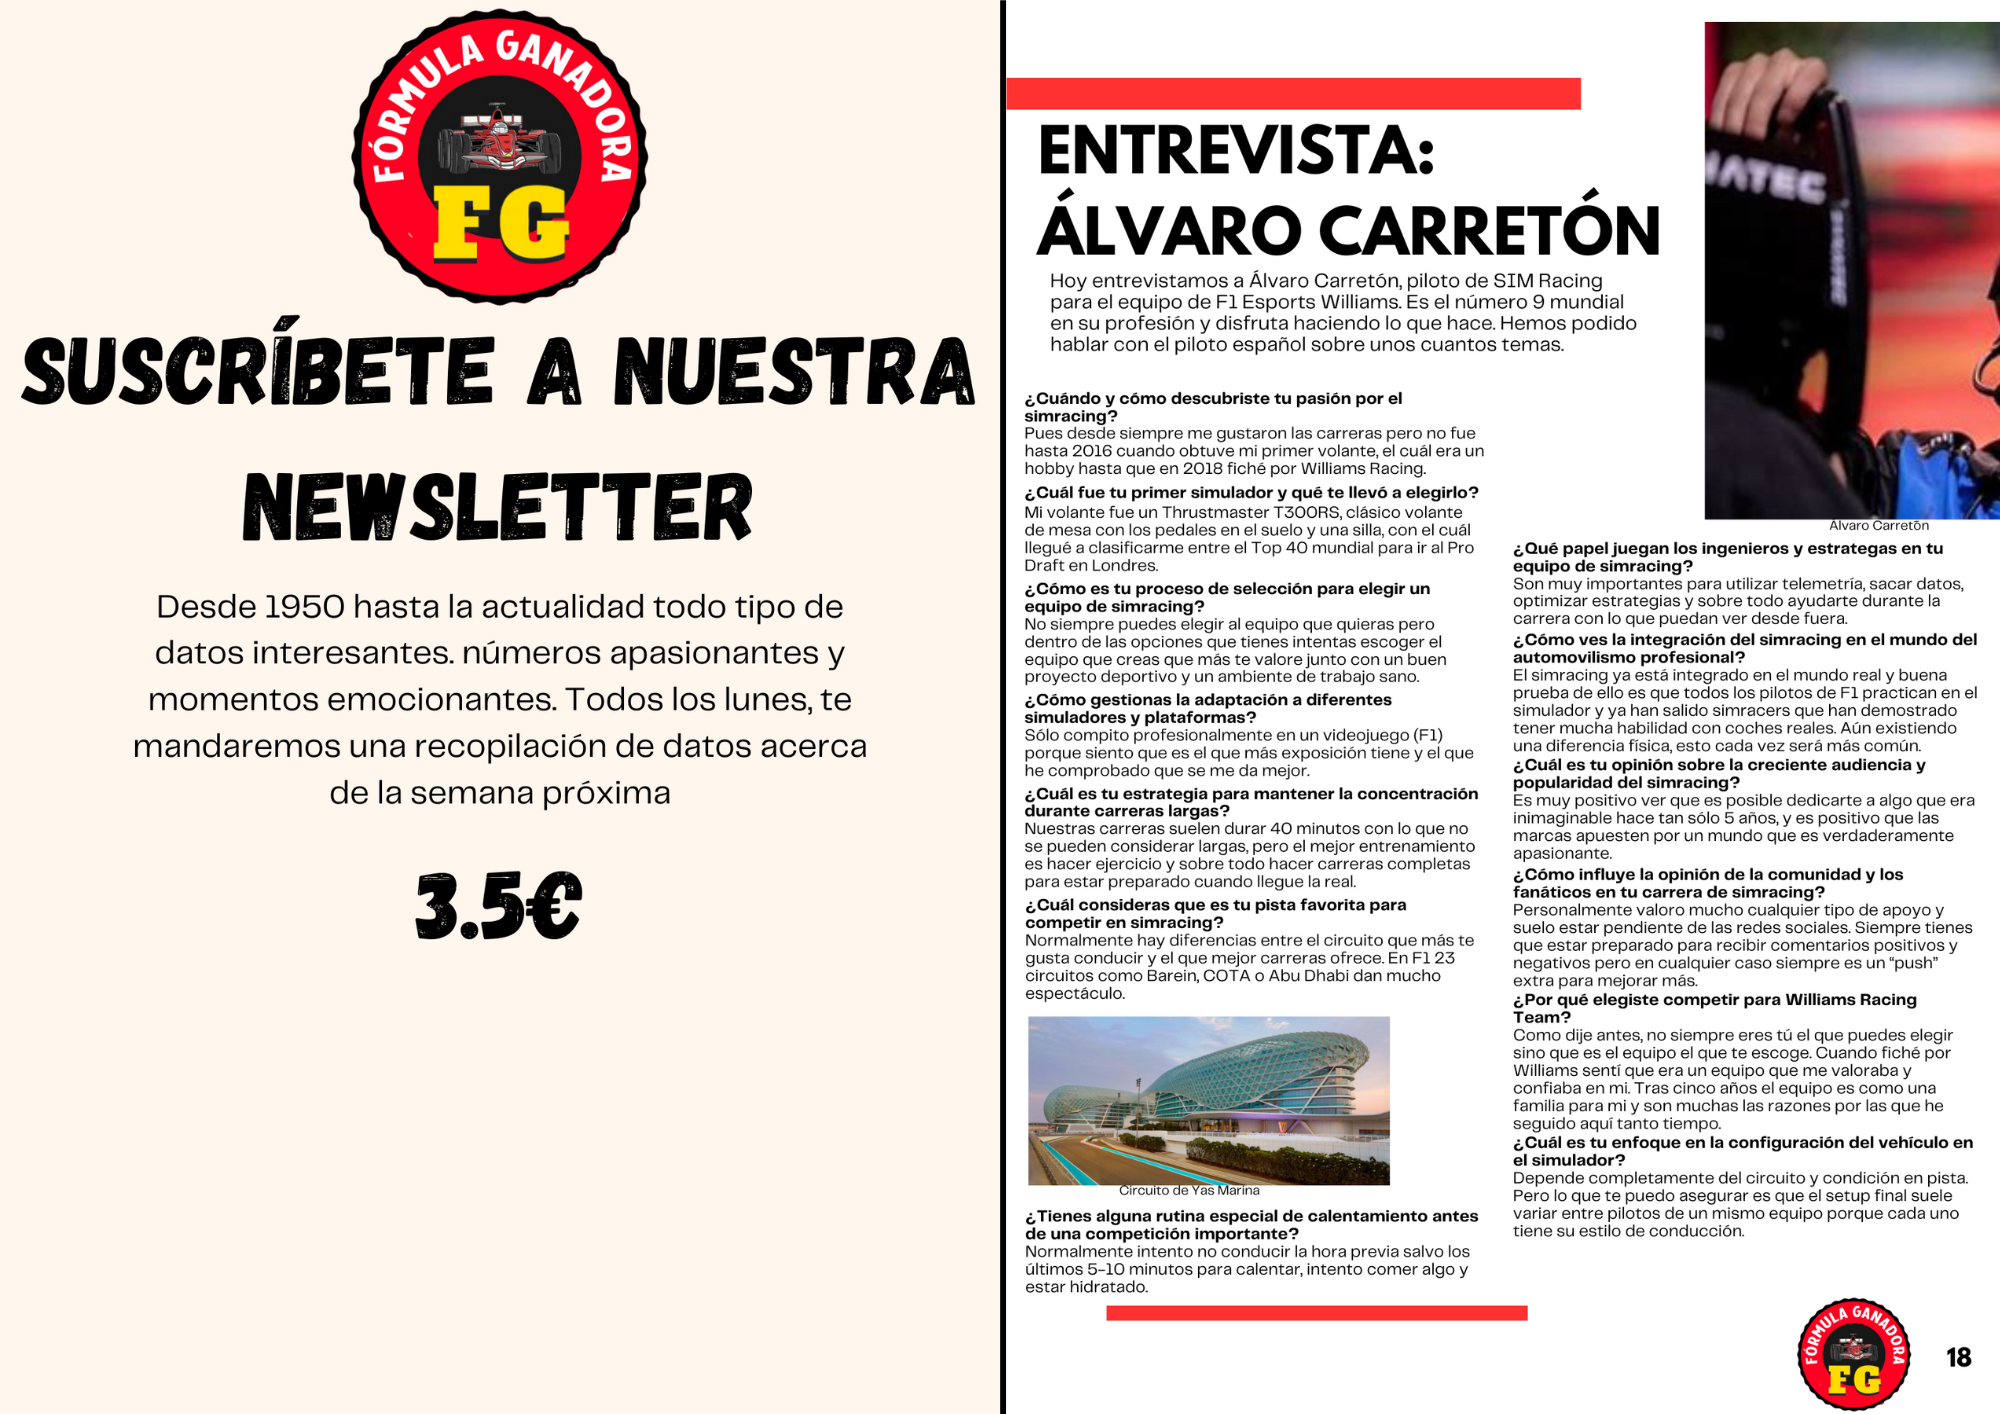 FÓRMULA GANADORA
FG
SUSCRÍBETE A NUESTRA
NEWSLETTER
Desde 1950 hasta la actualidad todo tipo de
datos interesantes. números apasionantes y
momentos emocionantes. Todos los lunes, te
mandaremos una recopilación de datos acerca
de la semana próxima
3.5€
ENTREVISTA:
ÁLVARO CARRETÓN
Hoy entrevistamos a Álvaro Carretón, piloto de SIM Racing
para el equipo de F1 Esports Williams. Es el número 9 mundial
en su profesión y disfruta haciendo lo que hace. Hemos podido
hablar con el piloto español sobre unos cuantos temas.
¿Cuándo y cómo descubriste tu pasión por el
simracing?
Pues desde siempre me gustaron las carreras pero no fue
hasta 2016 cuando obtuve mi primer volante, el cuál era un
hobby hasta que en 2018 fiché por Williams Racing.
¿Cuál fue tu primer simulador y qué te llevó a elegirlo?
Mi volante fue un Thrustmaster T300RS, clásico volante
de mesa con los pedales en el suelo y una silla, con el cuál
llegué a clasificarme entre el Top 40 mundial para ir al Pro
Draft en Londres.
¿Cómo es tu proceso de selección para elegir un
equipo de simracing?
No siempre puedes elegir al equipo que quieras pero
dentro de las opciones que tienes intentas escoger el
equipo que creas que más te valore junto con un buen
proyecto deportivo y un ambiente de trabajo sano.
¿Cómo gestionas la adaptación a diferentes
simuladores y plataformas?
Sólo compito profesionalmente en un videojuego (F1)
porque siento que es el que más exposición tiene y el que
he comprobado que se me da mejor.
¿Cuál es tu estrategia para mantener la concentración
durante carreras largas?
Nuestras carreras suelen durar 40 minutos con lo que no
se pueden considerar largas, pero el mejor entrenamiento
es hacer ejercicio y sobre todo hacer carreras completas
para estar preparado cuando llegue la real.
¿Cuál consideras que es tu pista favorita para
competir en simracing?
Normalmente hay diferencias entre el circuito que más te
gusta conducir y el que mejor carreras ofrece. En F1 23
circuitos como Barein, COTA o Abu Dhabi dan mucho
espectáculo.
Circuito de Yas Marina
¿Tienes alguna rutina especial de calentamiento antes
de una competición importante?
Normalmente intento no conducir la hora previa salvo los
últimos 5-10 minutos para calentar, intento comer algo y
estar hidratado.
NATEC
Álvaro Carretón
¿Qué papel juegan los ingenieros y estrategas en tu
equipo de simracing?
Son muy importantes para utilizar telemetría, sacar datos,
optimizar estrategias y sobre todo ayudarte durante la
carrera con lo que puedan ver desde fuera.
¿Cómo ves la integración del simracing en el mundo del
automovilismo profesional?
El simracing ya está integrado en el mundo real y buena
prueba de ello es que todos los pilotos de F1 practican en el
simulador y ya han salido simracers que han demostrado
tener mucha habilidad con coches reales. Aún existiendo
una diferencia física, esto cada vez será más común.
¿Cuál es tu opinión sobre la creciente audiencia y
popularidad del simracing?
Es muy positivo ver que es posible dedicarte a algo que era
inimaginable hace tan sólo 5 años, y es positivo que las
marcas apuesten por un mundo que es verdaderamente
apasionante.
¿Cómo influye la opinión de la comunidad y los
fanáticos en tu carrera de simracing?
Personalmente valoro mucho cualquier tipo de apoyo y
suelo estar pendiente de las redes sociales. Siempre tienes
que estar preparado para recibir comentarios positivos y
negativos pero en cualquier caso siempre es un “push”
extra para mejorar más.
¿Por qué elegiste competir para Williams Racing
Team?
Como dije antes, no siempre eres tú el que puedes elegir
sino que es el equipo el que te escoge. Cuando fiché por
Williams sentí que era un equipo que me valoraba y
confiaba en mi. Tras cinco años el equipo es como una
familia para mi y son muchas las razones por las que he
seguido aquí tanto tiempo.
¿Cuál es tu enfoque en la configuración del vehículo en
el simulador?
Depende completamente del circuito y condición en pista.
Pero lo que te puedo asegurar es que el setup final suele
variar entre pilotos de un mismo equipo porque cada uno
tiene su estilo de conducción.
FÓRMULA GANADORA
FG
18